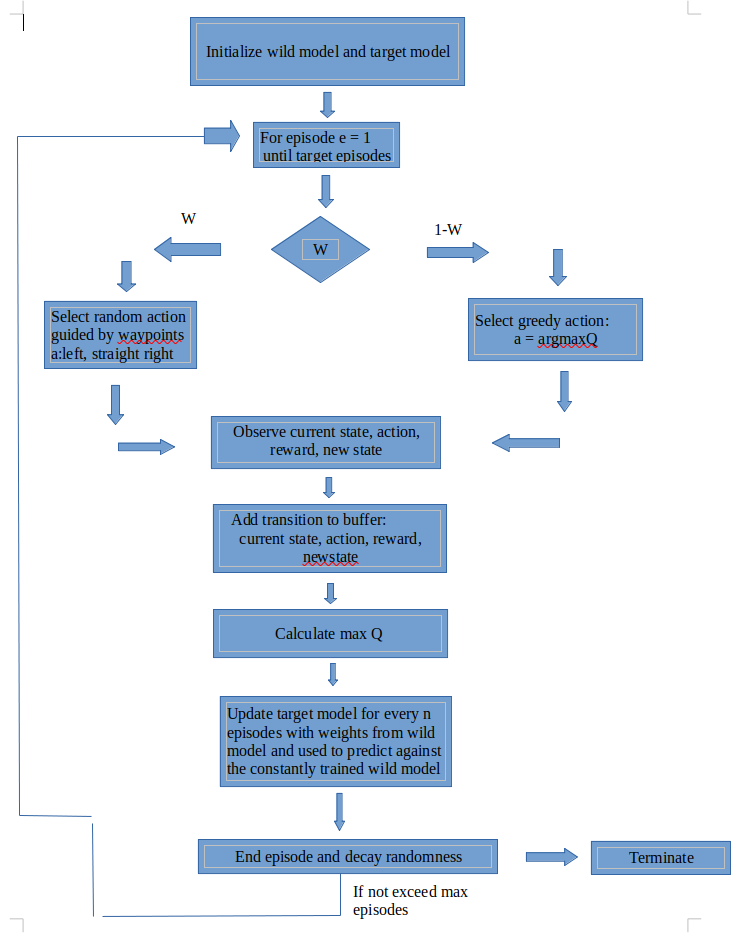 Initialize wild model and target model
For episode e = 1
until target episodes
W
1-W
W
Select random action
guided by waypoints
a:left, straight right
Select greedy action:
a = argmaxQ
Observe current state, action,
reward, new state
Add transition to buffer:
current state, action, reward,
newstate
Calculate max Q
Update target model for every n
episodes with weights from wild
model and used to predict against
the constantly trained wild model
End episode and decay randomness
Terminate
If not exceed max
episodes